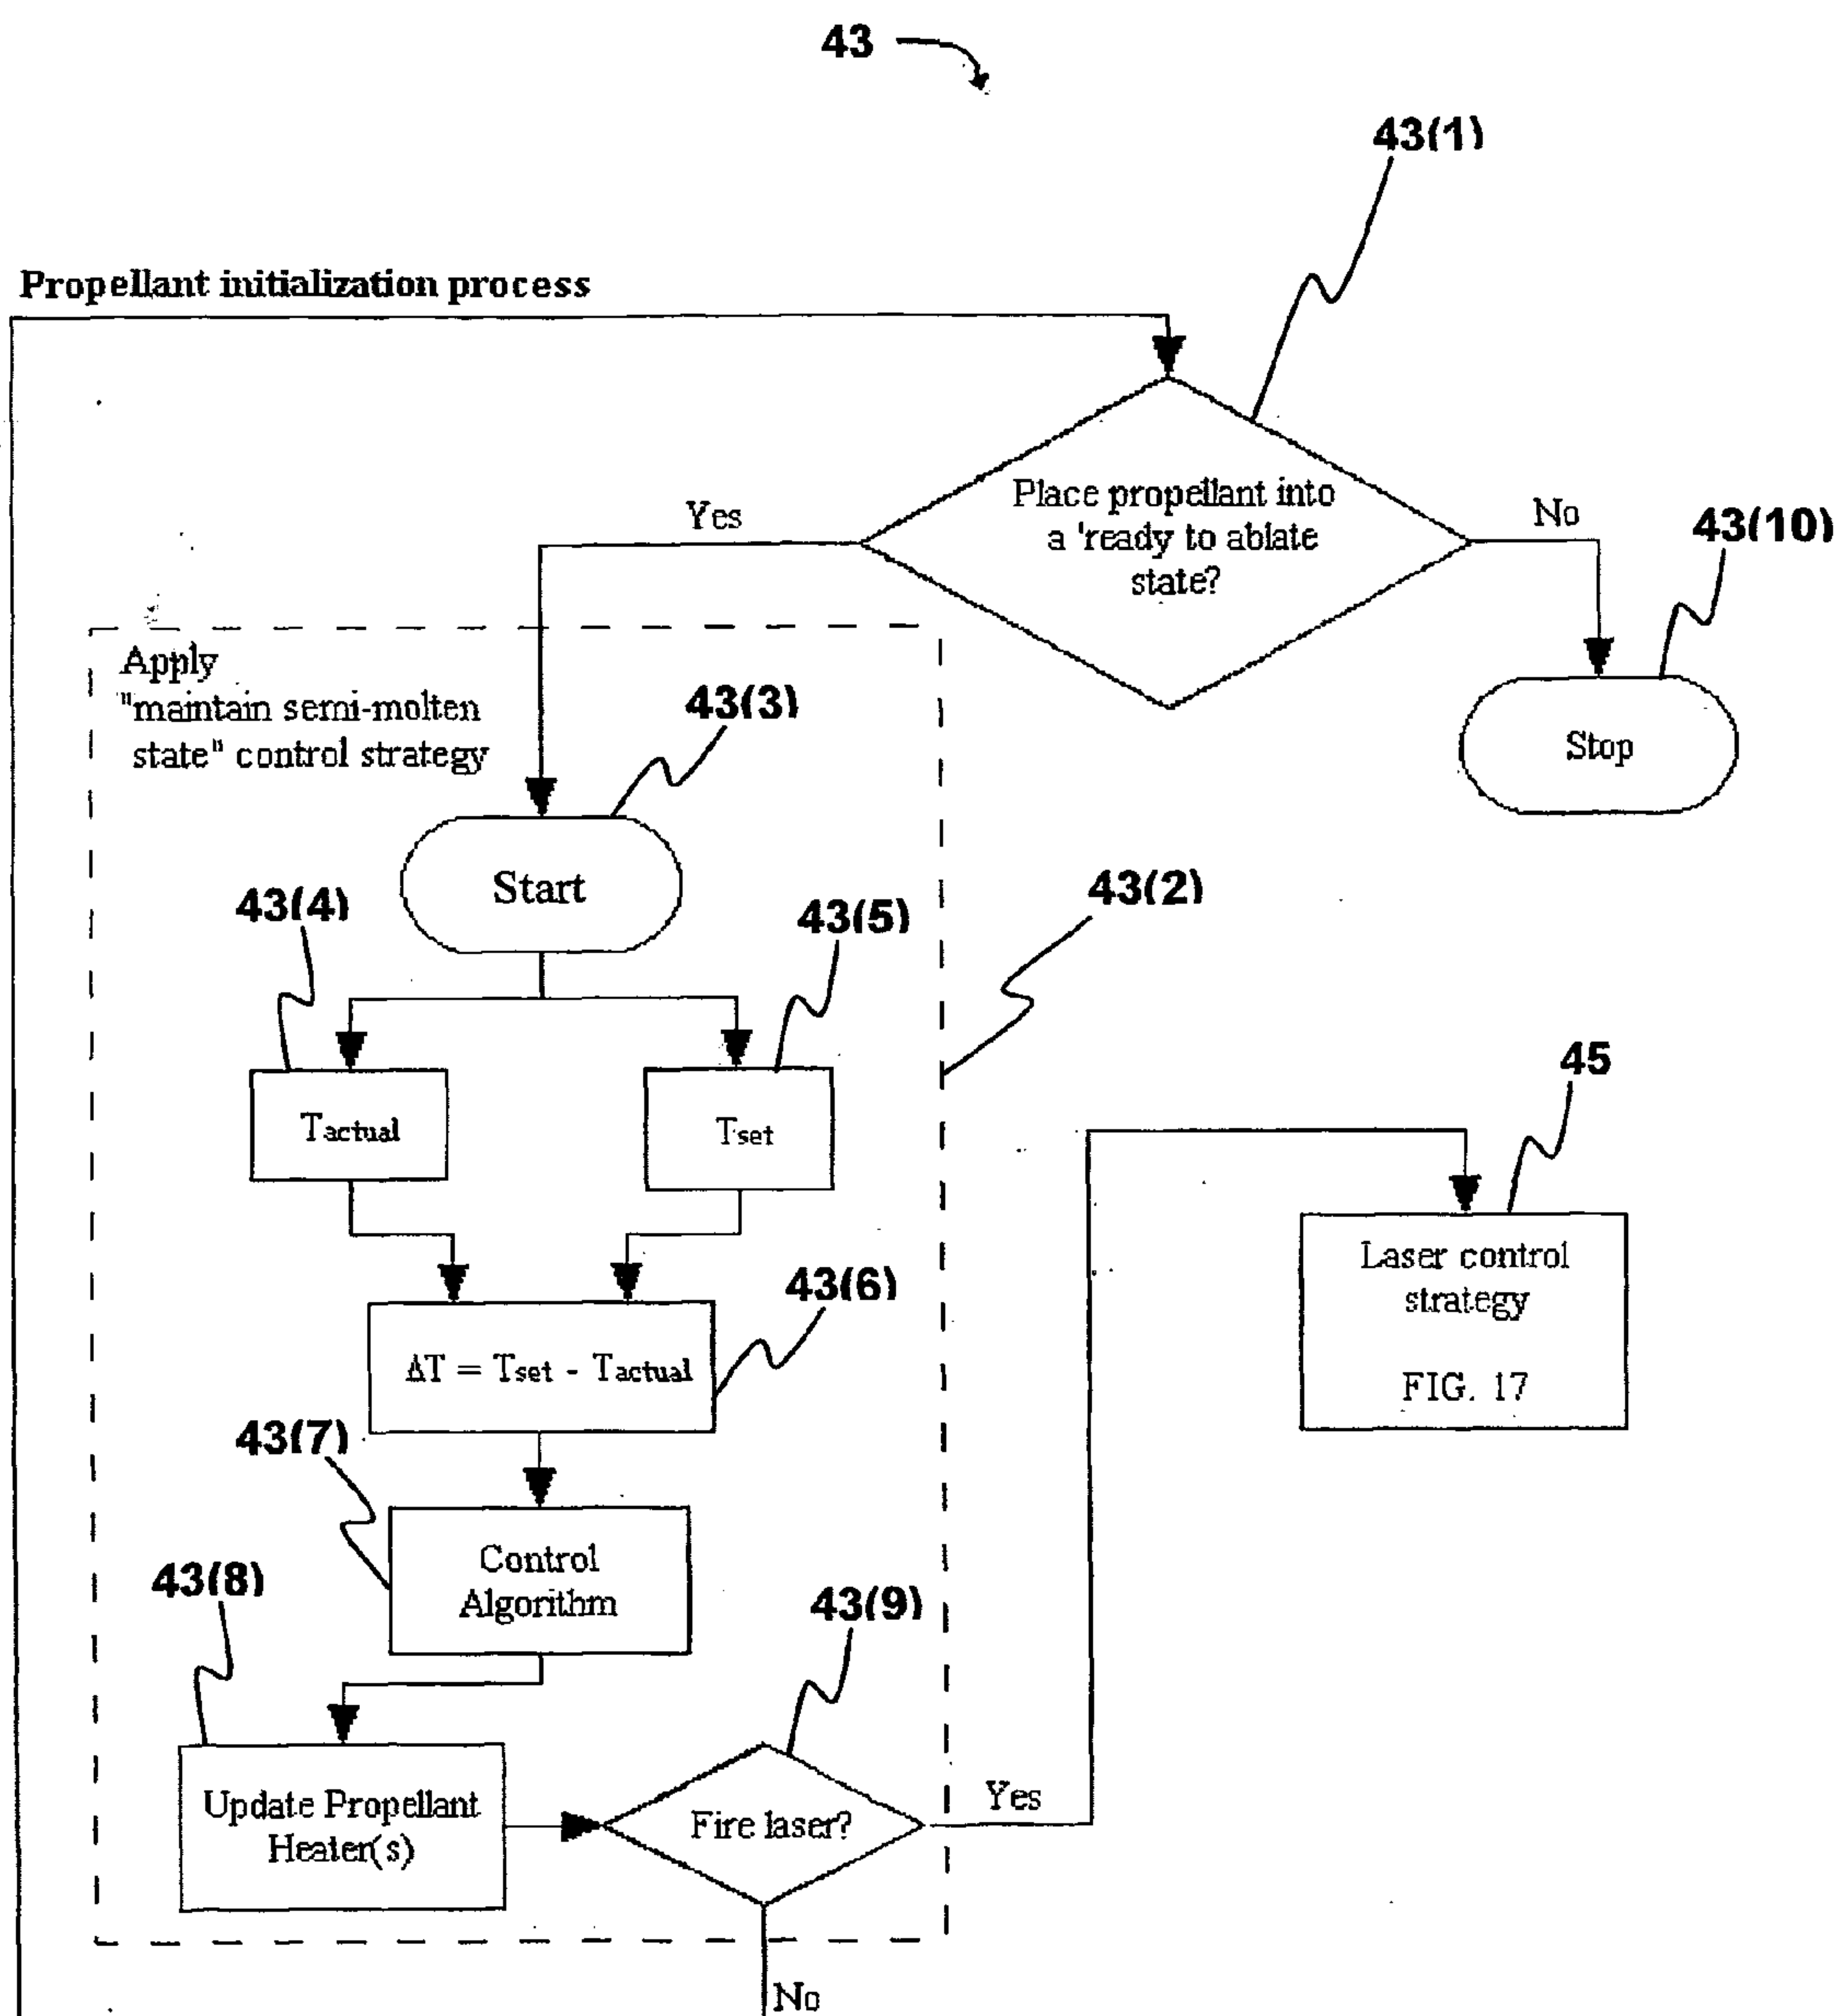 43
43(1)
Propellant initialization process
Place propellant into
a 'ready to ablate
state?
Yes
No
43(10)
Stop
Apply
"maintain semi-molten
state" control strategy
43(3)
Start
43(2)
43(4)
43(5)
Tactual
Tset
45
Laser control
strategy
FIG. 17
43(6)
ΔT = Tset - Tactual
43(7)
Control
Algorithm
43(8)
43(9)
Update Propellant
Heater(s)
Fire laser?
Yes
No